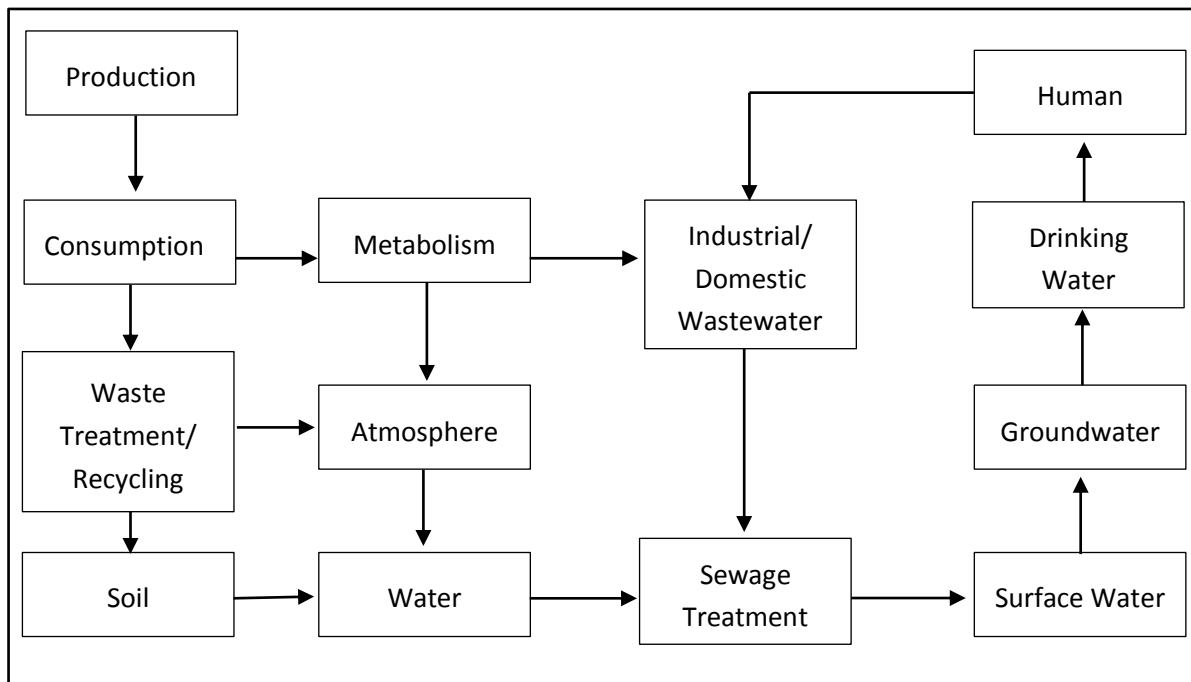 Production
Human
Consumption
Metabolism
Industrial/
Domestic
Wastewater
Drinking
Water
Waste
Treatment/
Recycling
Atmosphere
Groundwater
Soil
Water
Sewage
Treatment
Surface Water